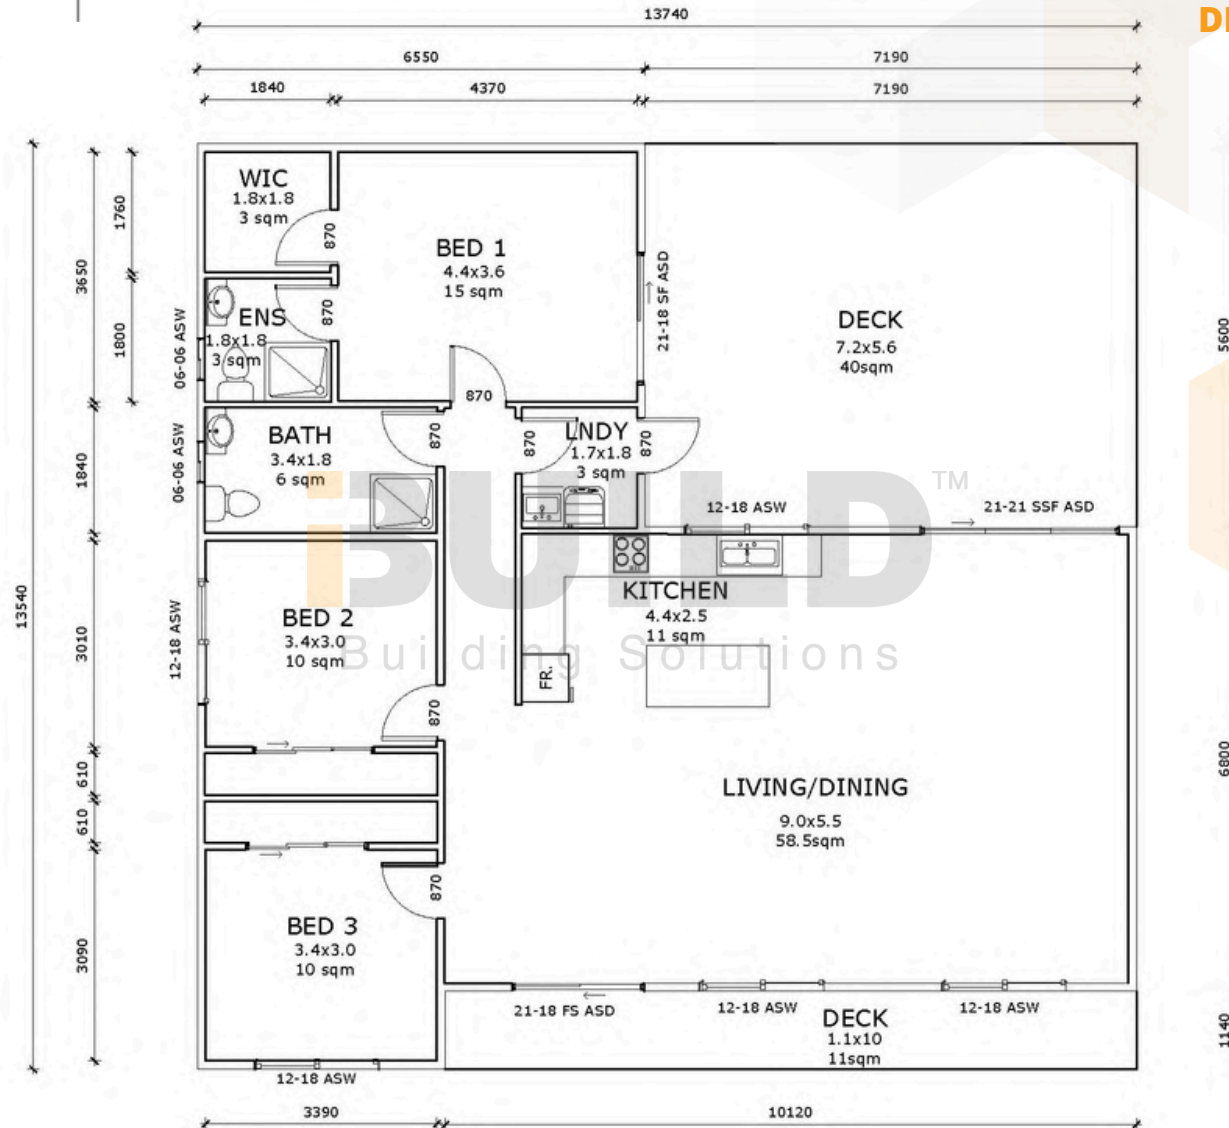 DE
13740
6550
7190
1840
4370
7190
WIC
1.8x1.8
3 sqm
870
BED 1
4.4x3.6
15 sqm
21-18 SF ASD
DECK
7.2x5.6
40sqm
5600
1760
3650
1800
06-06 ASW
ENS
1.8x1.8
3 sqm
870
870
BATH
3.4x1.8
6 sqm
870
06-06 ASW
1840
870
LNDY
1.7x1.8
3 sqm
870
12-18 ASW
21-21 SSF ASD
iBUILD™
Building Solutions
KITCHEN
4.4x2.5
11 sqm
FR.
13540
12-18 ASW
3010
BED 2
3.4x3.0
10 sqm
870
610
610
LIVING/DINING
9.0x5.5
58.5sqm
6800
870
BED 3
3.4x3.0
10 sqm
3090
21-18 FS ASD
12-18 ASW
12-18 ASW
DECK
1.1x10
11sqm
1140
12-18 ASW
3390
10120